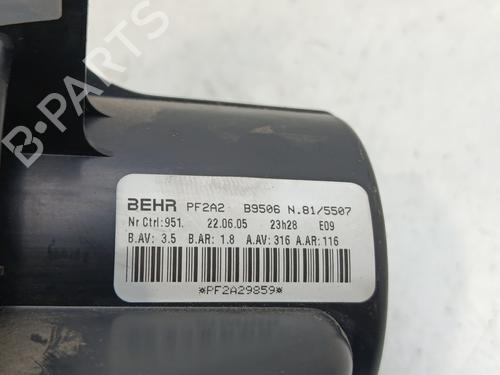 B-PARTS
BEHR PF2A2 B9506 N.81/5507
Nr Ctrl:951. 22.06.05 23h28 E09
B.AV: 3.5 B.AR: 1.8 A.AV:316 A.AR:116
*PF2A29859*